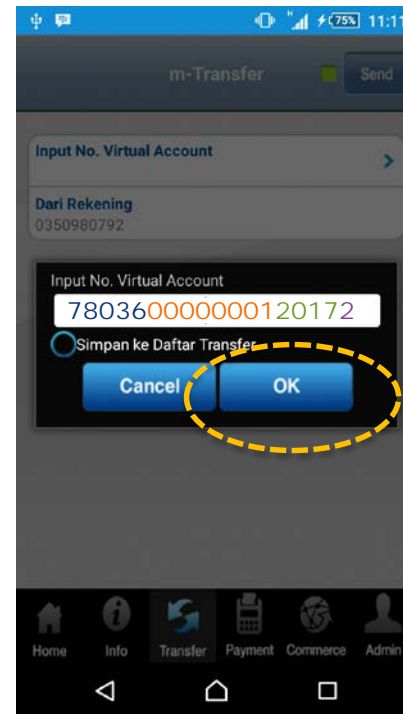 75% 11:11
m-Transfer
Send
Input No. Virtual Account
Dari Rekening
0350980792
Input No. Virtual Account
780360000000120172
Simpan ke Daftar Transfer
Cancel OK
Home Info Transfer Payment Commerce Admin